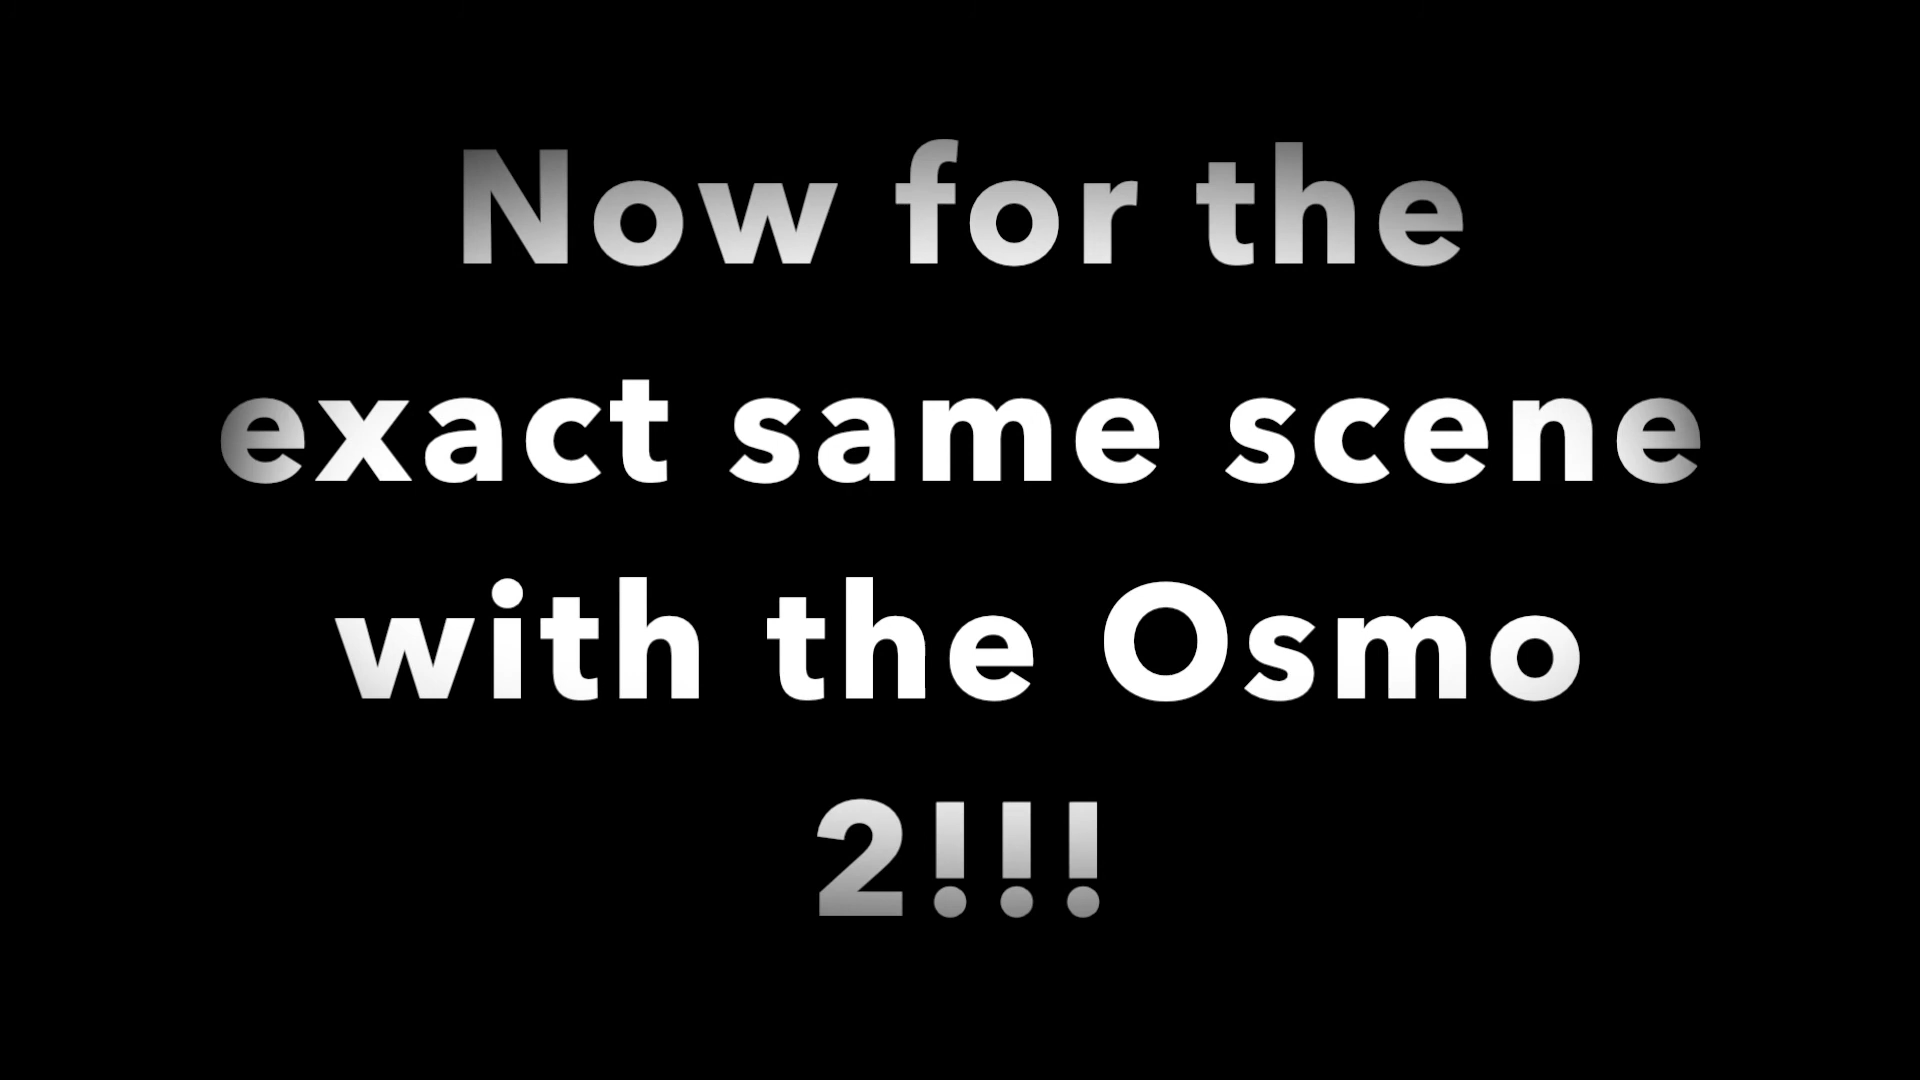 Now for the
exact same scene
with the Osmo
2!!!